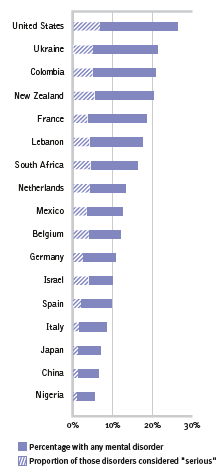 United States
Ukraine
Colombia
New Zealand
France
Lebanon
South Africa
Netherlands
Mexico
Belgium
Germany
Israel
Spain
Italy
Japan
China
Nigeria
0% 10% 20% 30%
Percentage with any mental disorder
Proportion of those disorders considered "serious"